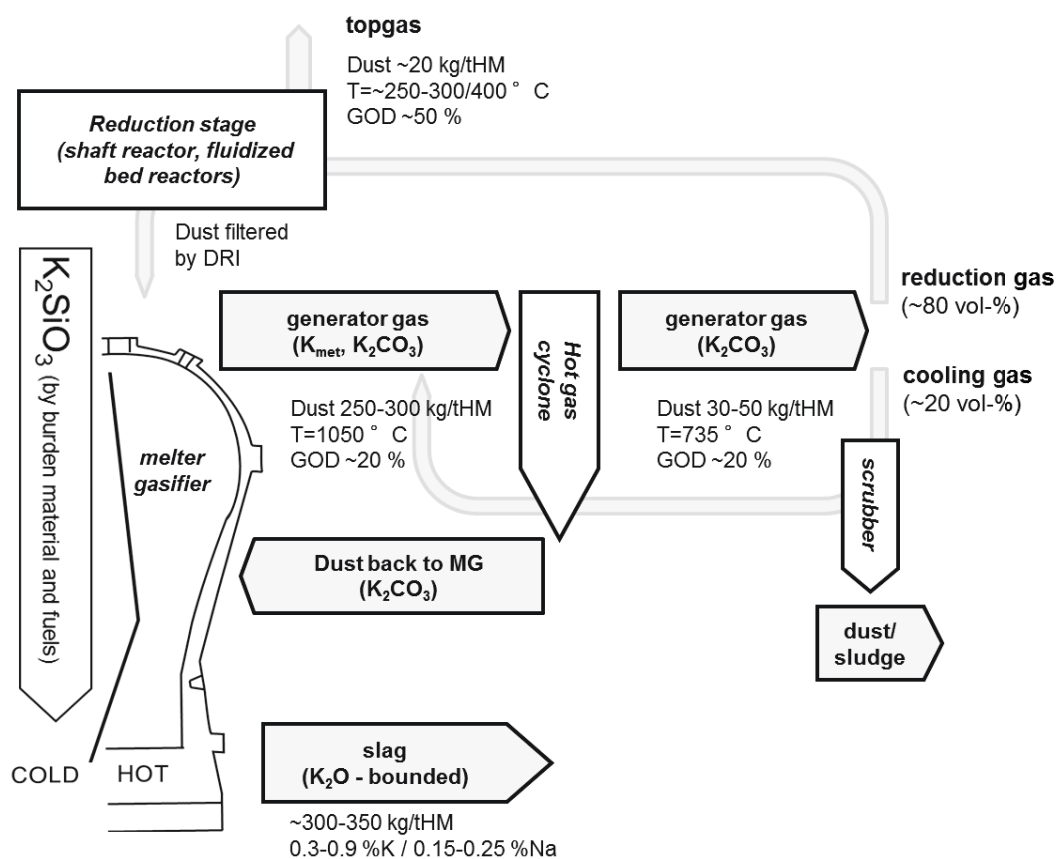 topgas
Dust ~20 kg/tHM
T=~250-300/400 ° C
GOD ~50 %
Reduction stage
(shaft reactor, fluidized
bed reactors)
Dust filtered
by DRI
K₂SiO₃ (by burden material and fuels)
generator gas
(Kₘₑₜ, K₂CO₃)
Dust 250-300 kg/tHM
T=1050 ° C
GOD ~20 %
Hot gas
cyclone
generator gas
(K₂CO₃)
Dust 30-50 kg/tHM
T=735 ° C
GOD ~20 %
reduction gas
(~80 vol-%)
cooling gas
(~20 vol-%)
scrubber
dust/
sludge
melter
gasifier
Dust back to MG
(K₂CO₃)
COLD
HOT
slag
(K₂O - bounded)
~300-350 kg/tHM
0.3-0.9 %K / 0.15-0.25 %Na